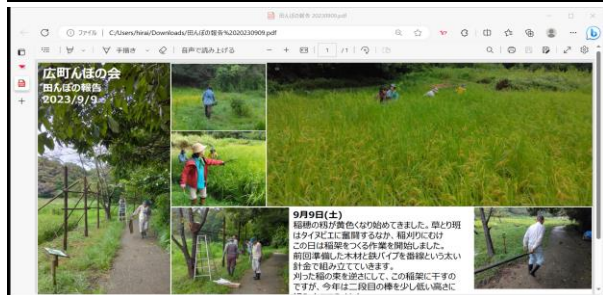 田んぼの報告 20230909.pdf
ファイル | C:/Users/hirai/Downloads/田んぼの報告%2020230909.pdf
手描き
音声で読み上げる
1 /1
広町んぼの会
田んぼの報告
2023/9/9
9月9日(土)
稲穂の籾が黄色くなり始めてきました。草とり班
はタイヌビエに奮闘するなか、稲刈りにむけ
この日は稲架をつくる作業を開始しました。
前回準備した木材と鉄パイプを番線という太い
針金で組み立てていきます。
刈った稲の束を逆さにして、この稲架に干すの
ですが、今年は二段目の棒を少し低い高さに